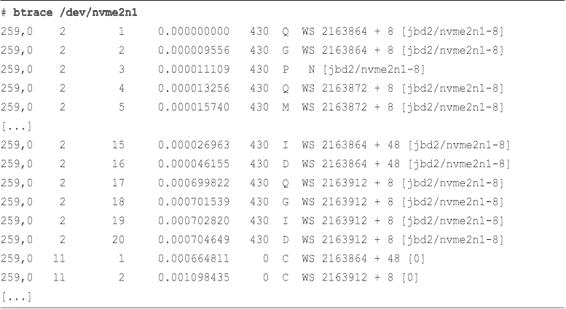 # btrace /dev/nvme2n1
259,0 2 1 0.000000000 430 Q WS 2163864 + 8 [jbd2/nvme2n1-8]
259,0 2 2 0.000009556 430 G WS 2163864 + 8 [jbd2/nvme2n1-8]
259,0 2 3 0.000011109 430 P N [jbd2/nvme2n1-8]
259,0 2 4 0.000013256 430 Q WS 2163872 + 8 [jbd2/nvme2n1-8]
259,0 2 5 0.000015740 430 M WS 2163872 + 8 [jbd2/nvme2n1-8]
[...]
259,0 2 15 0.000026963 430 I WS 2163864 + 48 [jbd2/nvme2n1-8]
259,0 2 16 0.000046155 430 D WS 2163864 + 48 [jbd2/nvme2n1-8]
259,0 2 17 0.000699822 430 Q WS 2163912 + 8 [jbd2/nvme2n1-8]
259,0 2 18 0.000701539 430 G WS 2163912 + 8 [jbd2/nvme2n1-8]
259,0 2 19 0.000702820 430 I WS 2163912 + 8 [jbd2/nvme2n1-8]
259,0 2 20 0.000704649 430 D WS 2163912 + 8 [jbd2/nvme2n1-8]
259,0 11 1 0.000664811 0 C WS 2163864 + 48 [0]
259,0 11 2 0.001098435 0 C WS 2163912 + 8 [0]
[...]